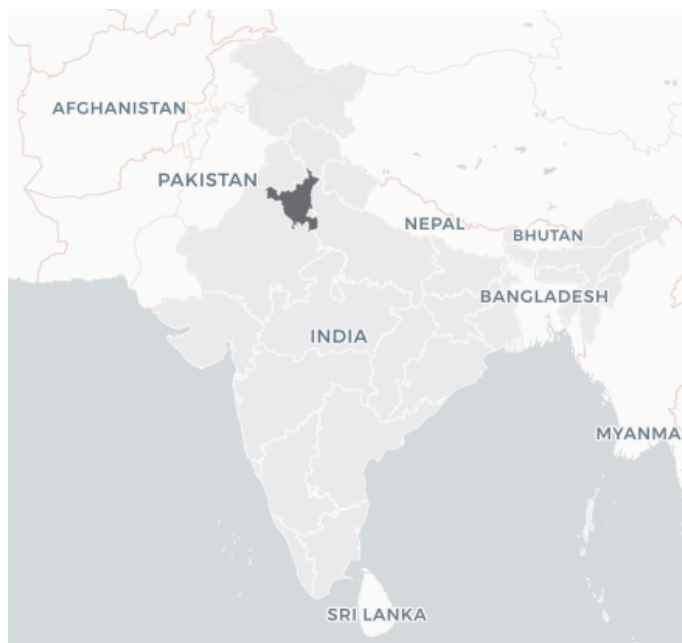 AFGHANISTAN
PAKISTAN
NEPAL
BHUTAN
BANGLADESH
INDIA
MYANMA
SRI LANKA